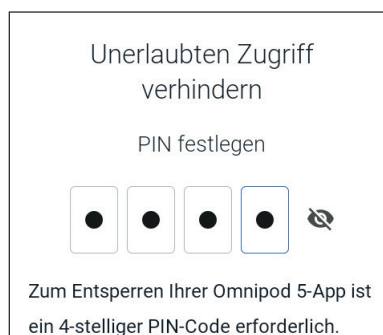 Unerlaubten Zugriff
verhindern
PIN festlegen
Zum Entsperren Ihrer Omnipod 5-App ist
ein 4-stelliger PIN-Code erforderlich.